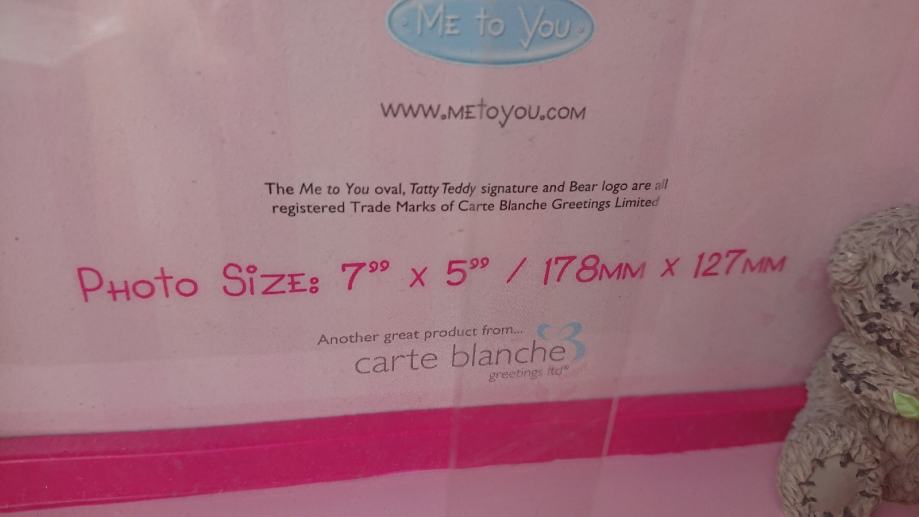 Me to You
www.metoyou.com
The Me to You oval, Tatty Teddy signature and Bear logo are all
registered Trade Marks of Carte Blanche Greetings Limited
Photo Size: 7" x 5" / 178mm x 127mm
Another great product from...
carte blanche
greetings ltd®